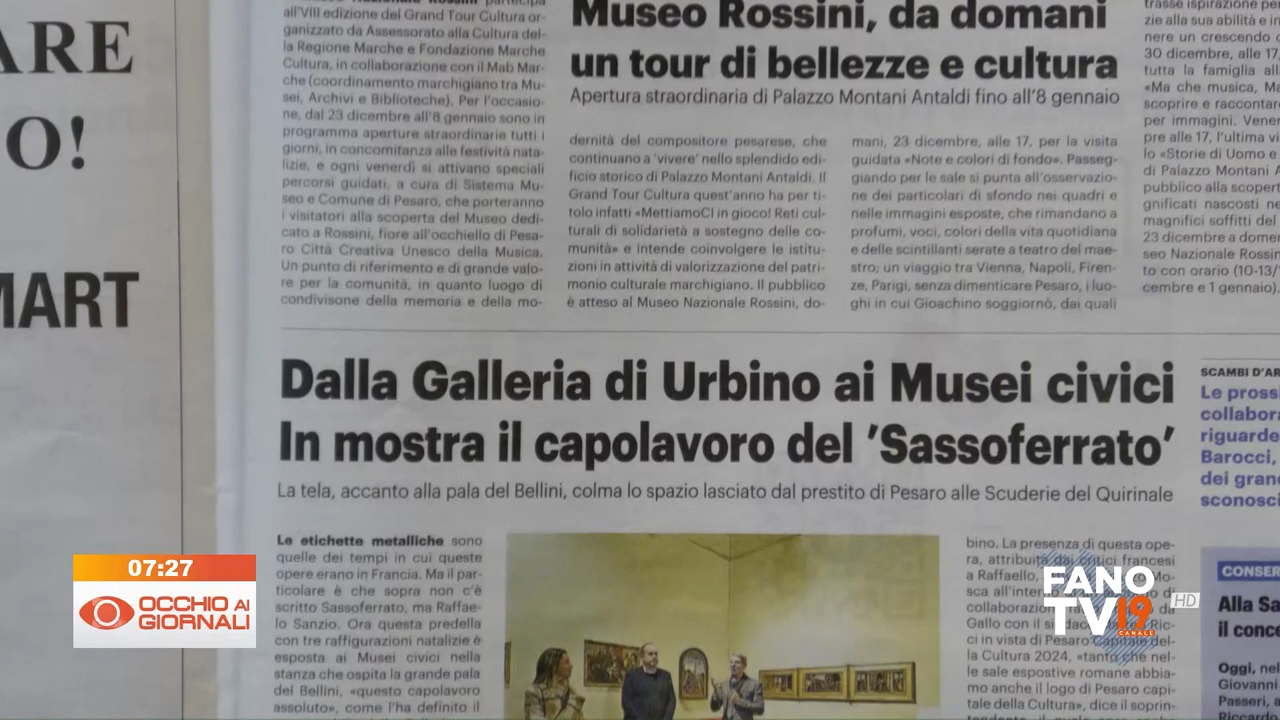 ARE
O!
MART
all'VIII edizione del Grand Tour Cultura or-
ganizzato da Assessorato alla Cultura del-
la Regione Marche e Fondazione Marche
Cultura, in collaborazione con il Mab Mar-
che (coordinamento marchigiano tra Mu-
sei, Archivi e Biblioteche). Per l'occasio-
ne, dal 23 dicembre all'8 gennaio sono in
programma aperture straordinarie tutti i
giorni, in concomitanza alle festività nata-
lizie, e ogni venerdì si attivano speciali
percorsi guidati, a cura di Sistema Mu-
seo e Comune di Pesaro, che porteranno
i visitatori alla scoperta del Museo dedi-
cato a Rossini, fiore all'occhiello di Pesa-
ro Città Creativa Unesco della Musica.
Un punto di riferimento e di grande valo-
re per la comunità, in quanto luogo di
condivisone della memoria e della mo-
Museo Rossini, da domani
un tour di bellezze e cultura
Apertura straordinaria di Palazzo Montani Antaldi fino all'8 gennaio
dernità del compositore pesarese, che
continuano a 'vivere' nello splendido edi-
ficio storico di Palazzo Montani Antaldi. Il
Grand Tour Cultura quest'anno ha per ti-
tolo infatti «MettiamoCI in gioco! Reti cul-
turali di solidarietà a sostegno delle co-
munità» e intende coinvolgere le istitu-
zioni in attività di valorizzazione del patri-
monio culturale marchigiano. Il pubblico
è atteso al Museo Nazionale Rossini, do-
mani, 23 dicembre, alle 17, per la visita
guidata «Note e colori di fondo». Passeg-
giando per le sale si punta all'osservazio-
ne dei particolari di sfondo nei quadri e
nelle immagini esposte, che rimandano a
profumi, voci, colori della vita quotidiana
e delle scintillanti serate a teatro del mae-
stro; un viaggio tra Vienna, Napoli, Firen-
ze, Parigi, senza dimenticare Pesaro, i luo-
ghi in cui Gioachino soggiornò, dai quali
trasse ispirazione per
zie alla sua abilità e in
nere un crescendo
30 dicembre, alle 17,
tutta la famiglia all
«Ma che musica, Ma
scoprire e raccontar
per immagini. Vener
pre alle 17, l'ultima v
lo «Storie di Uomo e
di Palazzo Montani A
pubblico alla scoper
gnificati nascosti ne
magnifici soffitti del
23 dicembre a dome
seo Nazionale Rossin
to con orario (10-13/
cembre e 1 gennaio).
Dalla Galleria di Urbino ai Musei civici
In mostra il capolavoro del 'Sassoferrato'
La tela, accanto alla pala del Bellini, colma lo spazio lasciato dal prestito di Pesaro alle Scuderie del Quirinale
Le etichette metalliche sono
quelle dei tempi in cui queste
opere erano in Francia. Ma il par-
ticolare è che sopra non c'è
scritto Sassoferrato, ma Raffae-
lo Sanzio. Ora questa predella
con tre raffigurazioni natalizie è
esposta ai Musei civici nella
stanza che ospita la grande pala
del Bellini, «questo capolavoro
assoluto», come l'ha definito il
bino. La presenza di questa ope-
ra, attribuita dai critici francesi
a Raffaello,
sca all'interno di
collaborazione da
Gallo con il sindaco Ric-
ci in vista di Pesaro Capitale del-
la Cultura 2024, «tanto che nel-
le sale espositive romane abbia-
mo anche il logo di Pesaro capi-
tale della Cultura», dice il soprin-
SCAMBI D'AR
Le pross
collabora
riguarde
Barocci,
dei gran
sconosci
CONSER
Alla Sa
il conce
Oggi, nel
Giovanni
Passeri,
Riccardo
07:27
OCCHIO AI
GIORNALI
FANO
TV19
CANALE
HD